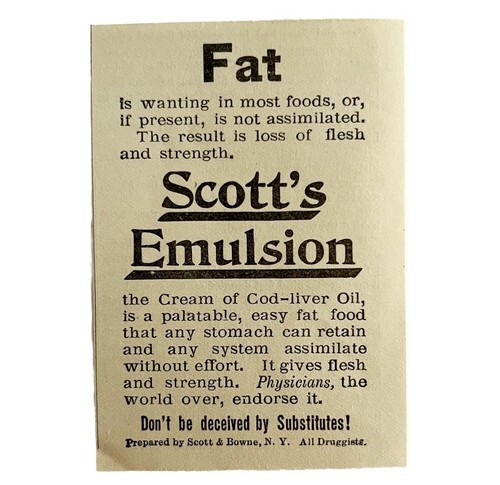 Fat
is wanting in most foods, or,
if present, is not assimilated.
The result is loss of flesh
and strength.
Scott's
Emulsion
the Cream of Cod-liver Oil,
is a palatable, easy fat food
that any stomach can retain
and any system assimilate
without effort. It gives flesh
and strength. Physicians, the
world over, endorse it.
Don't be deceived by Substitutes!
Prepared by Scott & Bowne, N. Y. All Druggists.